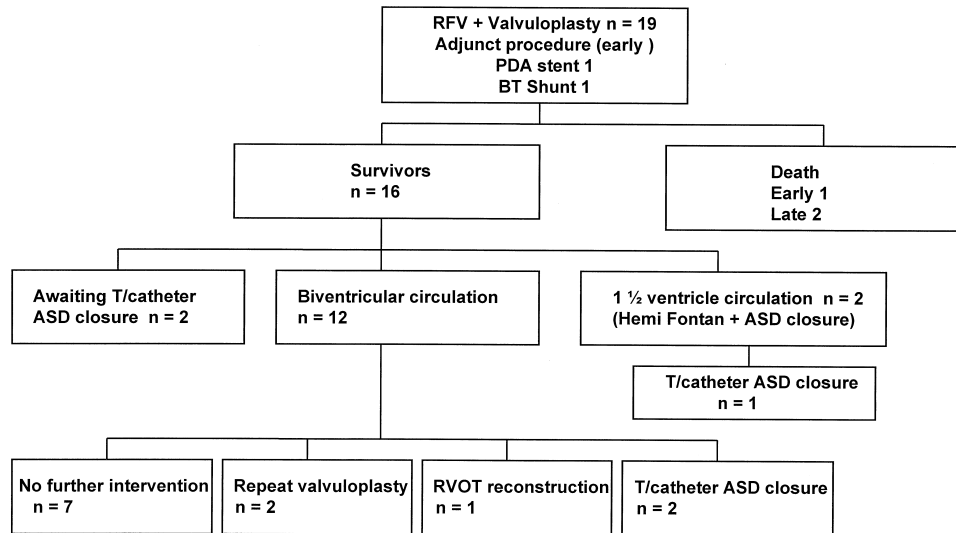 RFV + Valvuloplasty n = 19
Adjunct procedure (early )
PDA stent 1
BT Shunt 1
Survivors
n = 16
Death
Early 1
Late 2
Awaiting T/catheter
ASD closure n = 2
Biventricular circulation
n = 12
1 ½ ventricle circulation n = 2
(Hemi Fontan + ASD closure)
T/catheter ASD closure
n = 1
No further intervention
n = 7
Repeat valvuloplasty
n = 2
RVOT reconstruction
n = 1
T/catheter ASD closure
n = 2